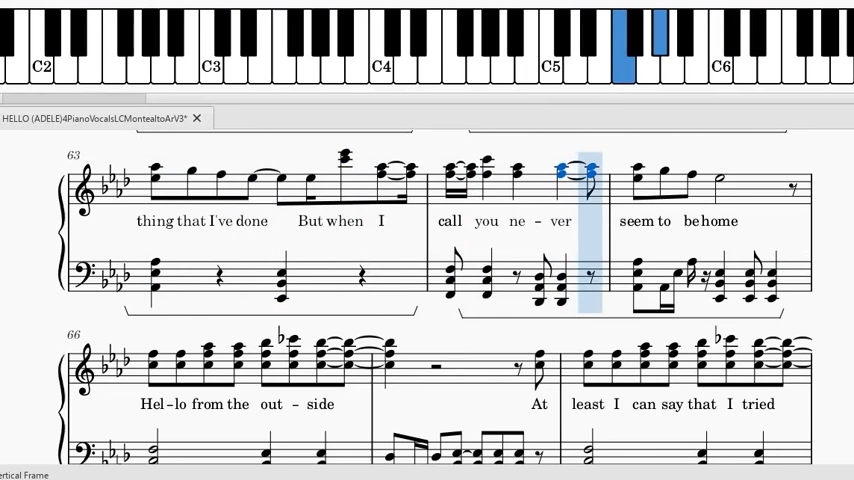 C2 C3 C4 C5 C6
HELLO (ADELE)4PianoVocalsLCMontealtoArV3*
63
thing that I've done But when I call you ne - ver seem to be home
66
Hel - lo from the out - side At least I can say that I tried
ertical Frame